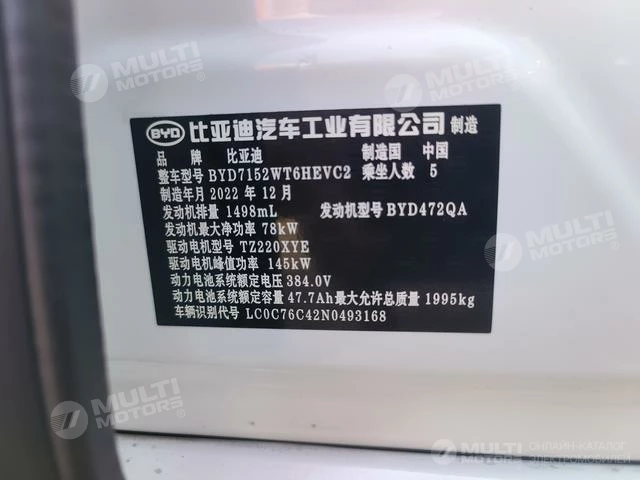 BYD 比亚迪汽车工业有限公司 制造
品 牌 比亚迪 制造国 中国
整车型号 BYD7152WT6HEVC2 乘坐人数 5
制造年月 2022 年 12 月
发动机排量 1498mL 发动机型号 BYD472QA
发动机最大净功率 78kW
驱动电机型号 TZ220XYE
驱动电机峰值功率 145kW
动力电池系统额定电压 384.0V
动力电池系统额定容量 47.7Ah 最大允许总质量 1995kg
车辆识别代号 LC0C76C42N0493168
MULTI MOTORS
MULTI MOTORS
MULTI MOTORS
MULTI MOTORS
MULTI MOTORS
MULTI MOTORS ОНЛАЙН-КАТАЛОГ ЭЛЕКТРОМОБИЛЕЙ